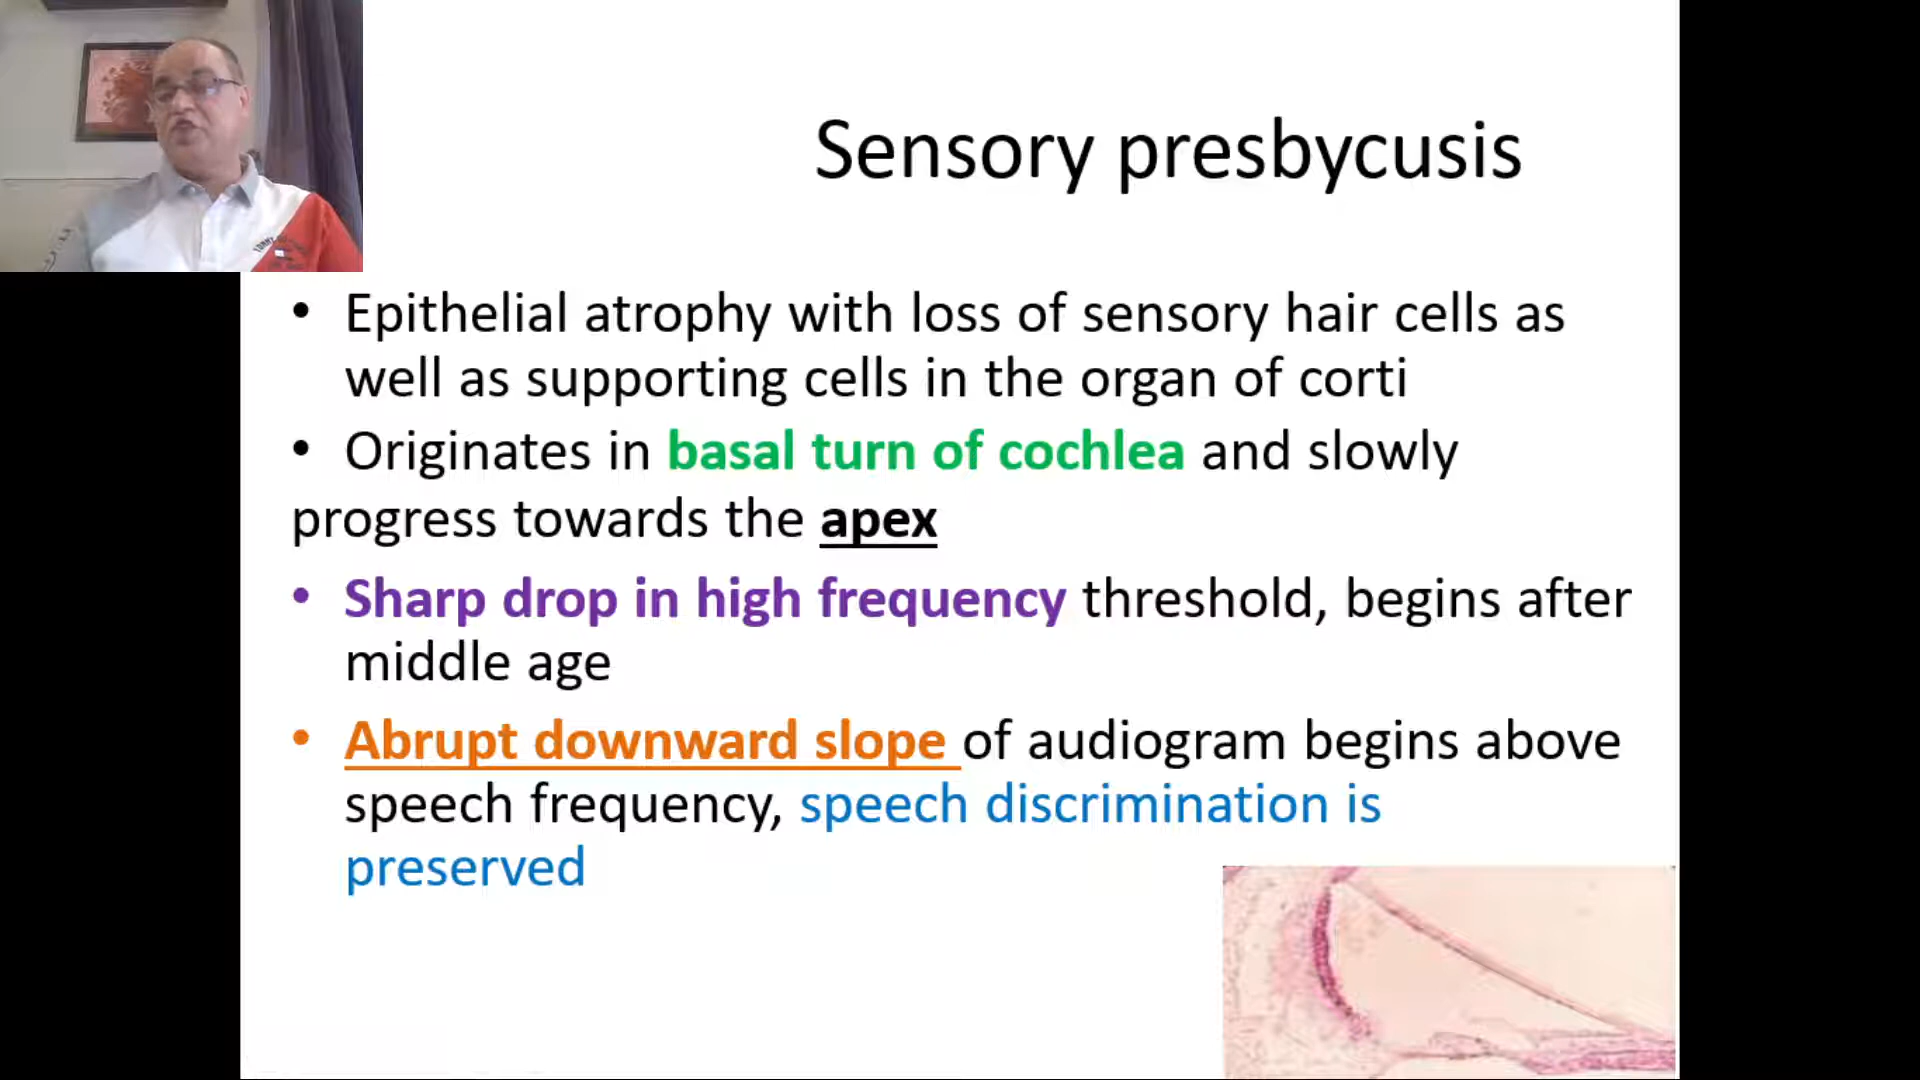 Sensory presbycusis
• Epithelial atrophy with loss of sensory hair cells as
well as supporting cells in the organ of corti
• Originates in basal turn of cochlea and slowly
progress towards the apex
• Sharp drop in high frequency threshold, begins after
middle age
• Abrupt downward slope of audiogram begins above
speech frequency, speech discrimination is
preserved